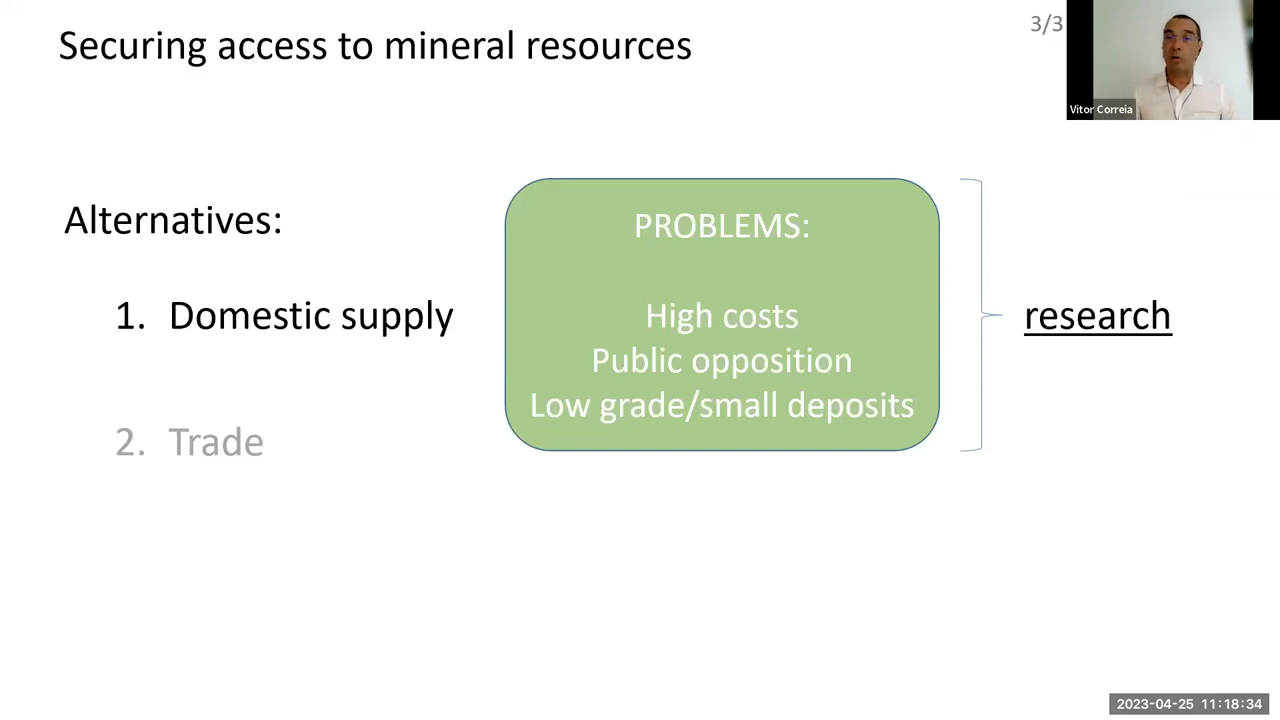 Securing access to mineral resources
3/3
Vitor Correia
Alternatives:
PROBLEMS:
1. Domestic supply
High costs
research
Public opposition
Low grade/small deposits
2. Trade
2023-04-25 11:18:34